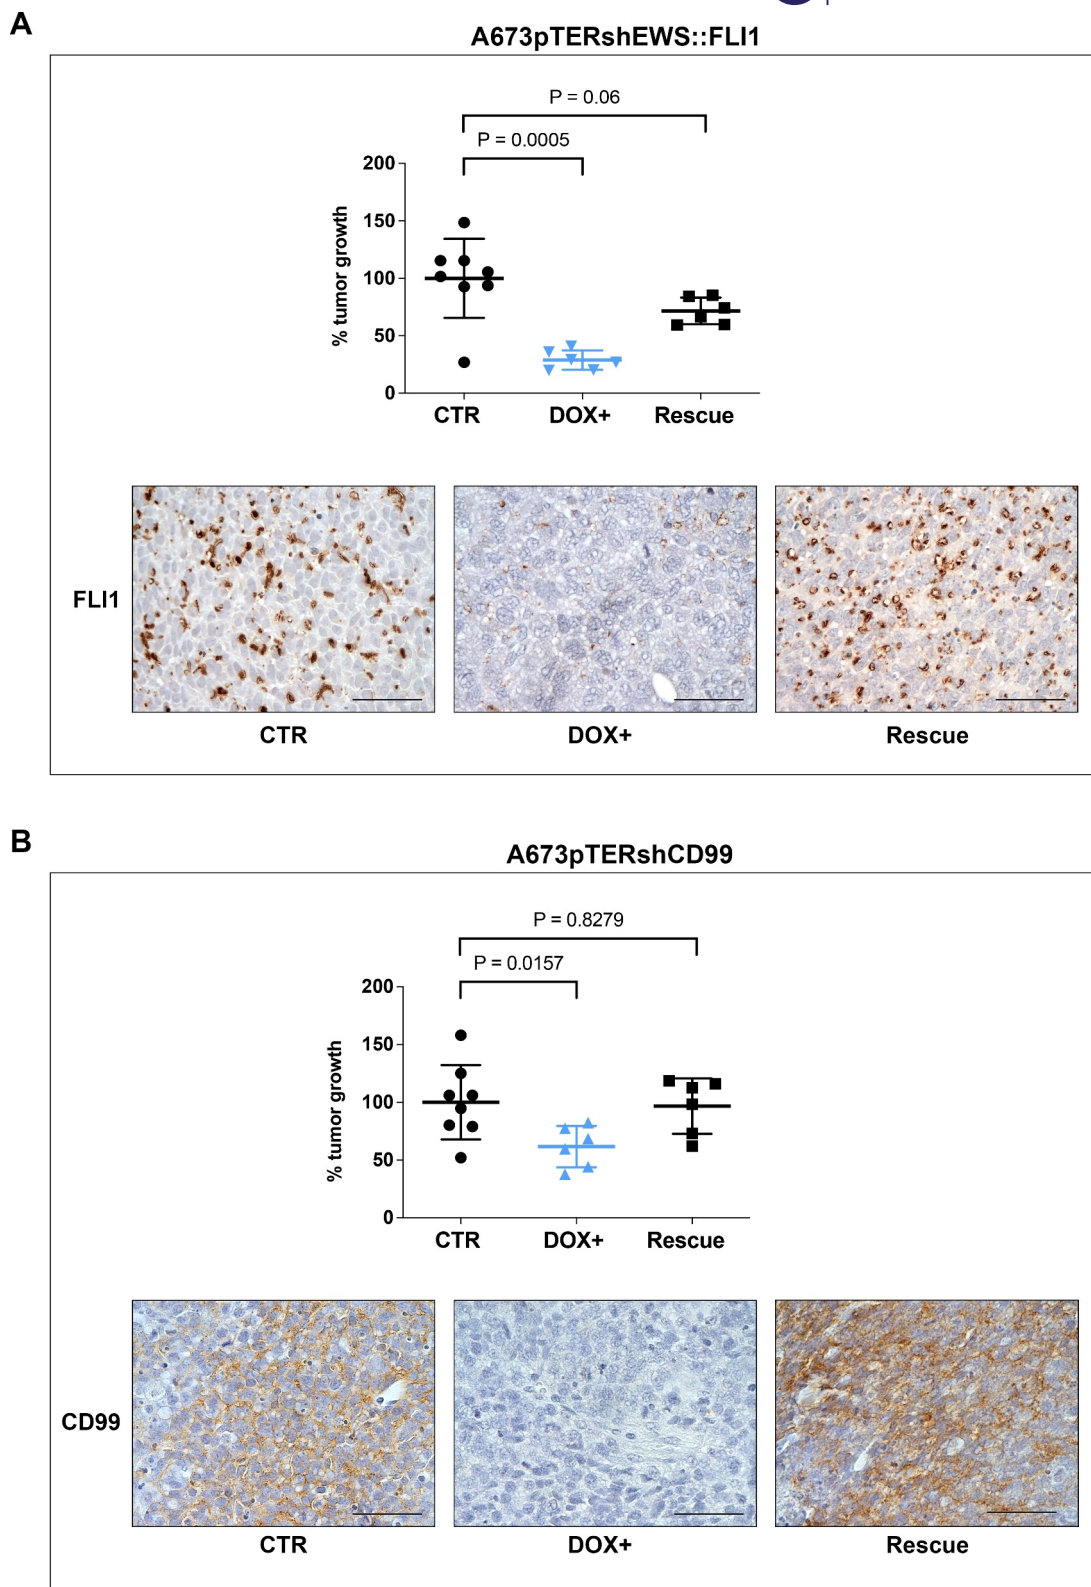 A
A673pTERshEWS::FLI1
P = 0.06
P = 0.0005
200
150
100
50
0
% tumor growth
CTR DOX+ Rescue
FLI1
CTR DOX+ Rescue
B
A673pTERshCD99
P = 0.8279
P = 0.0157
200
150
100
50
0
% tumor growth
CTR DOX+ Rescue
CD99
CTR DOX+ Rescue